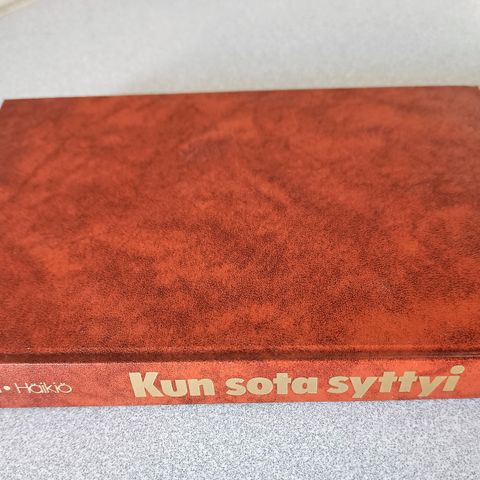 • Häikiö Kun sota syttyi